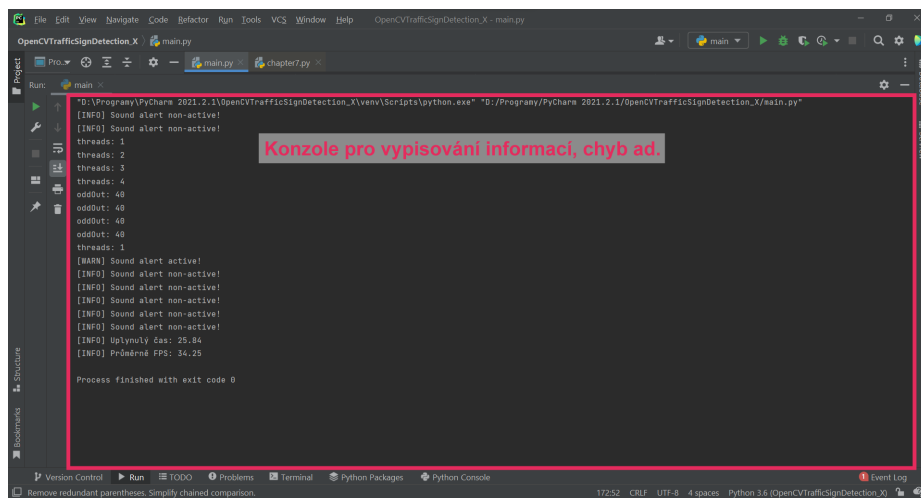 File Edit View Navigate Code Refactor Run Tools VCS Window Help OpenCVTrafficSignDetection_X - main.py
OpenCVTrafficSignDetection_X main.py main
Project
Pro... main.py chapter7.py
Run: main
"D:\Programy\PyCharm 2021.2.1\OpenCVTrafficSignDetection_X\venv\Scripts\python.exe" "D:/Programy/PyCharm 2021.2.1/OpenCVTrafficSignDetection_X/main.py"
[INFO] Sound alert non-active!
[INFO] Sound alert non-active!
threads: 1
Konzole pro vypisování informací, chyb ad.
threads: 2
threads: 3
threads: 4
oddOut: 40
oddOut: 40
oddOut: 40
oddOut: 40
threads: 1
[WARN] Sound alert active!
[INFO] Sound alert non-active!
[INFO] Sound alert non-active!
[INFO] Sound alert non-active!
[INFO] Sound alert non-active!
[INFO] Sound alert non-active!
[INFO] Uplynulý čas: 25.84
[INFO] Průměrné FPS: 34.25
Process finished with exit code 0
Structure
Bookmarks
Version Control Run TODO Problems Terminal Python Packages Python Console 1 Event Log
Remove redundant parentheses. Simplify chained comparison. 172:52 CRLF UTF-8 4 spaces Python 3.6 (OpenCVTrafficSignDetection_X)